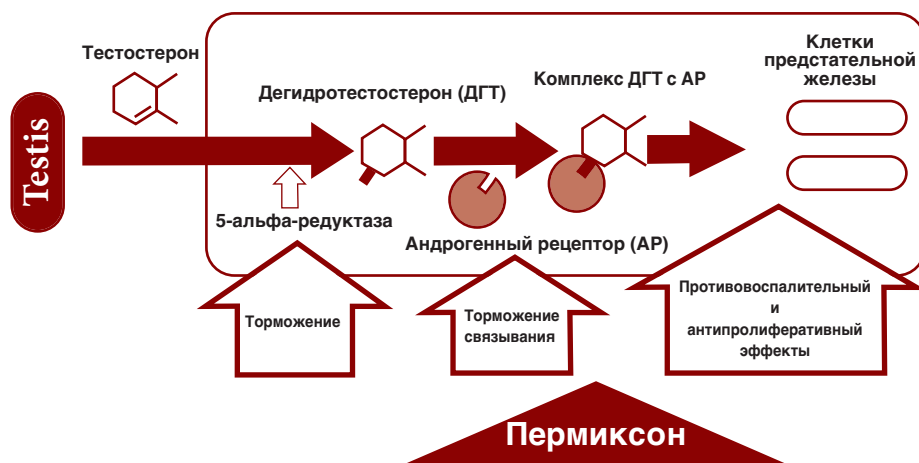 Testis
Тестостерон
Дегидротестостерон (ДГТ)
Комплекс ДГТ с АР
Клетки
предстательной
железы
5-альфа-редуктаза
Андрогенный рецептор (АР)
Торможение
Торможение
связывания
Противовоспалительный
и
антипролиферативный
эффекты
Пермиксон